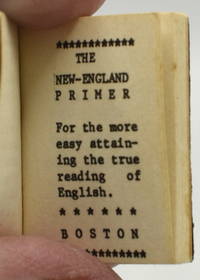 ************
THE
NEW-ENGLAND
PRIMER
For the more
easy attain-
ing the true
reading of
English.
* * * * * *
BOSTON
************